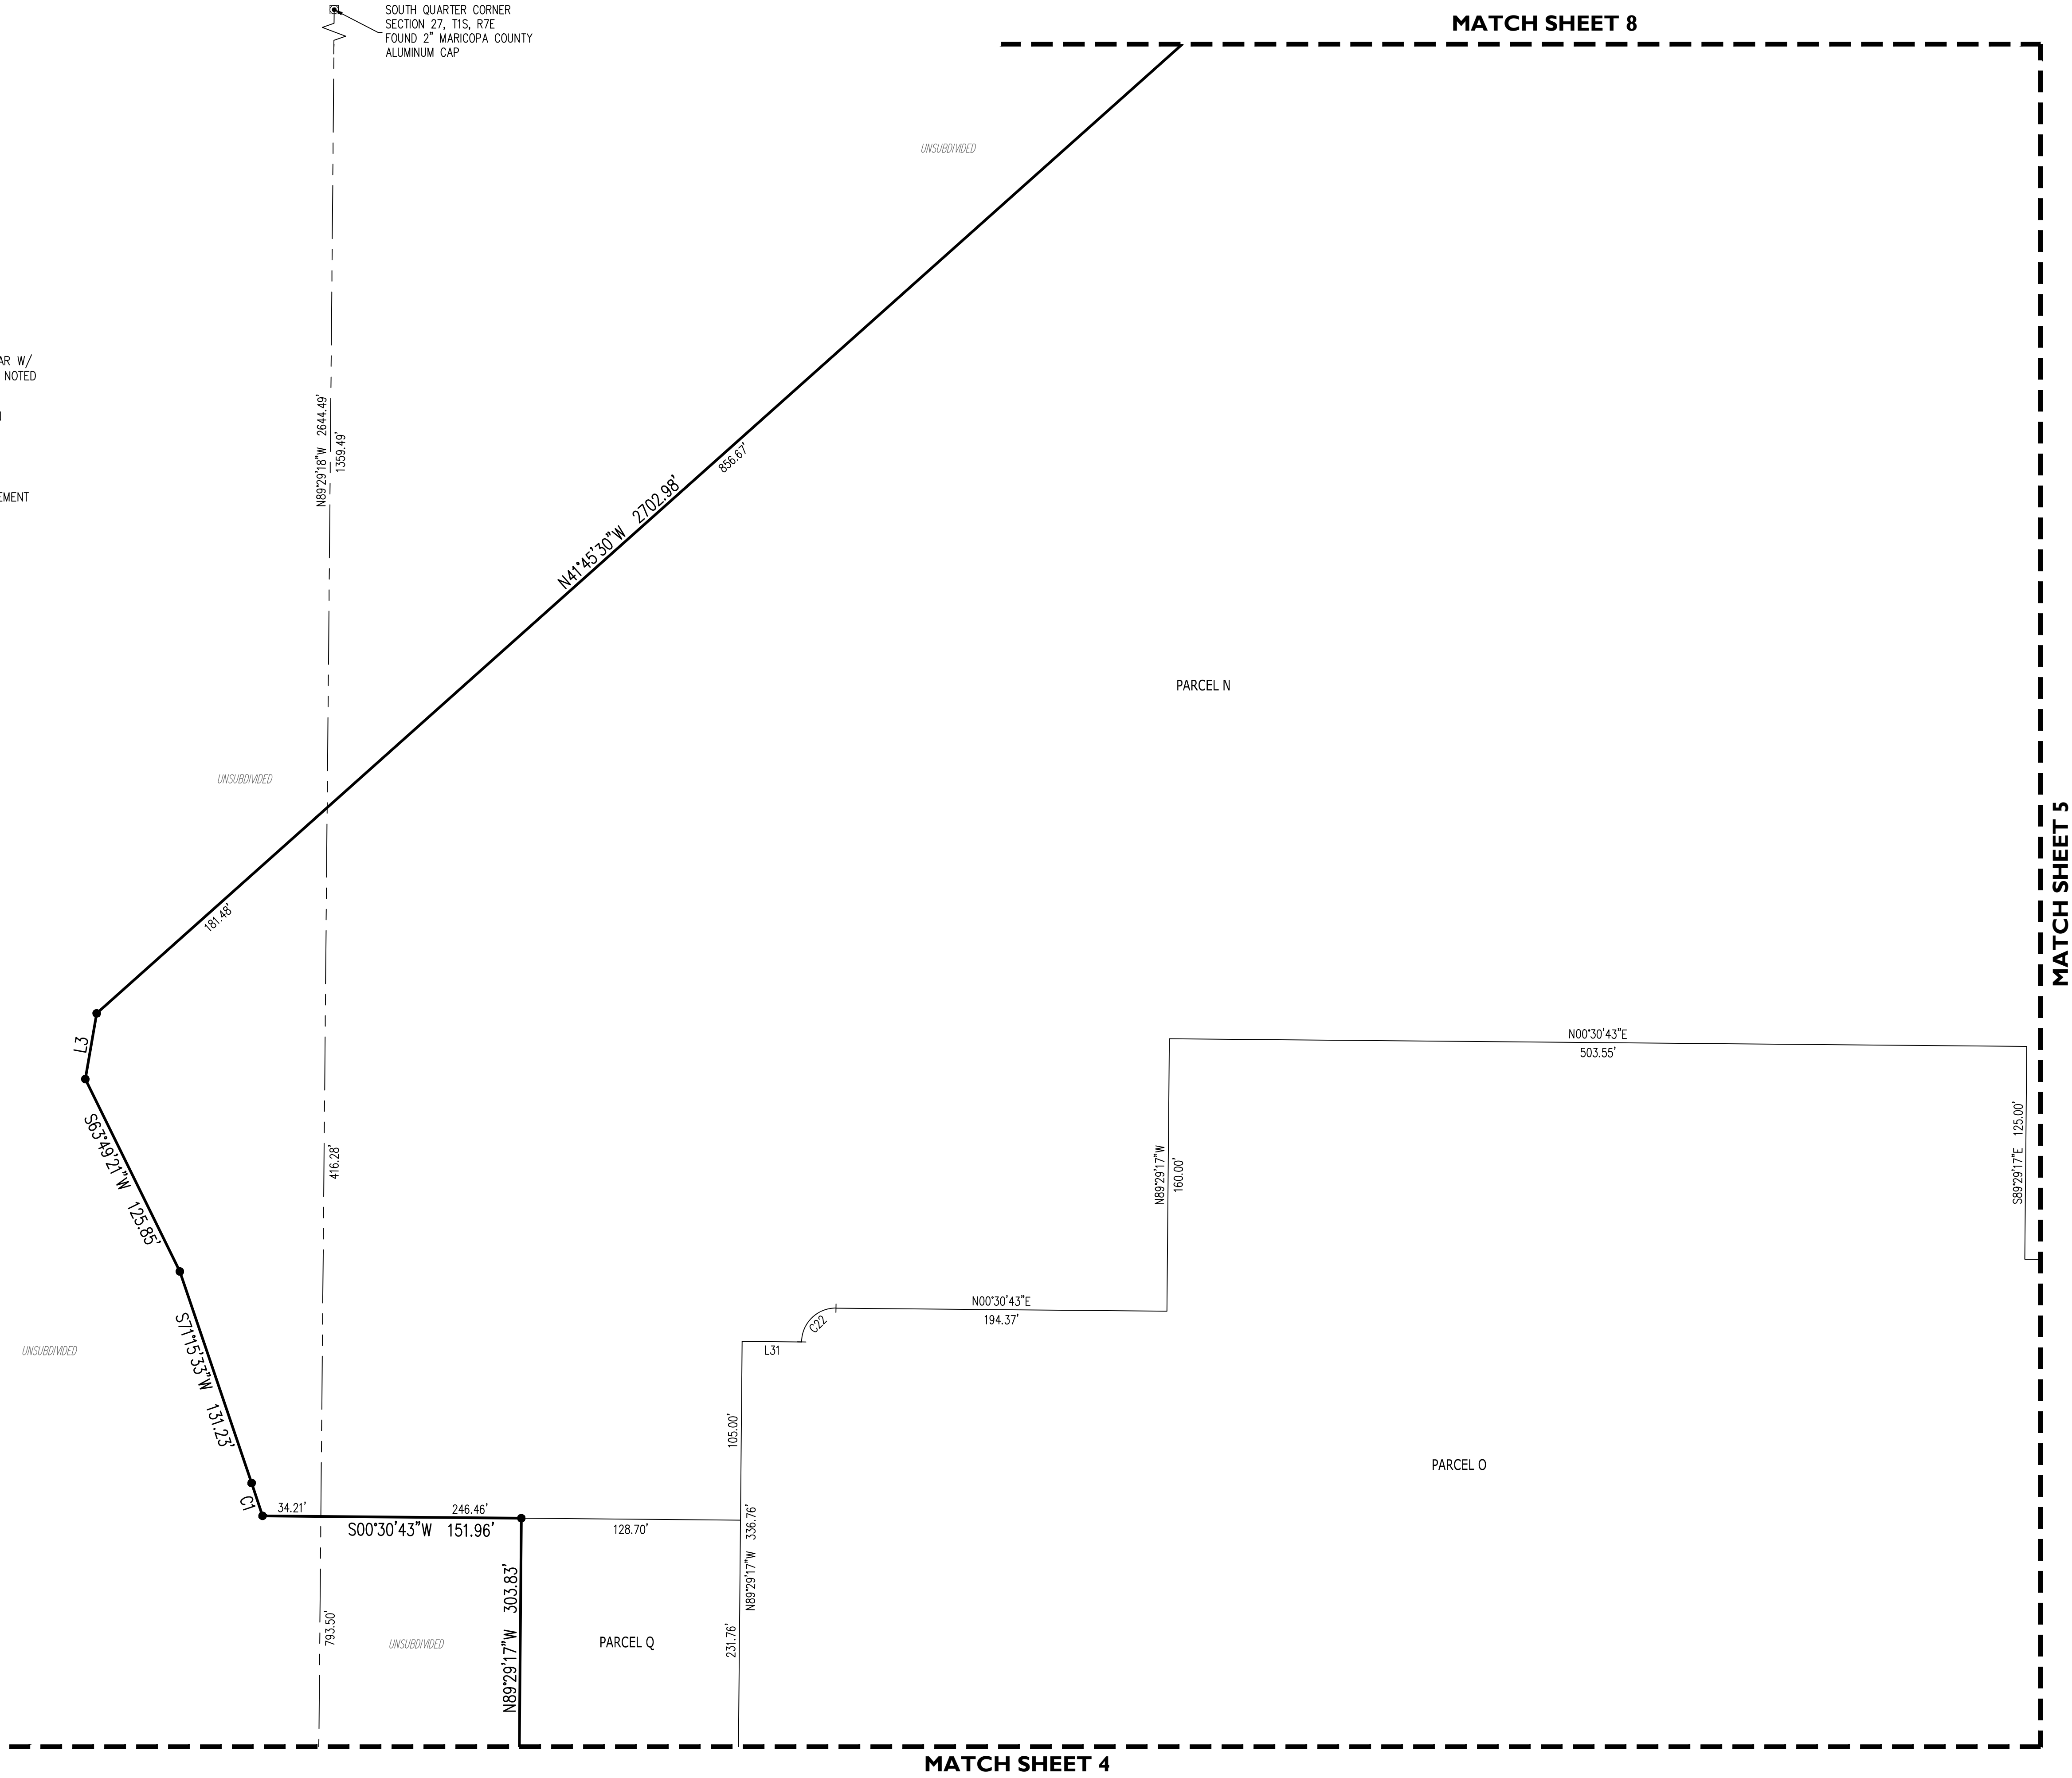 SOUTH QUARTER CORNER
SECTION 27, T1S, R7E
FOUND 2" MARICOPA COUNTY
ALUMINUM CAP
MATCH SHEET 8
UNSUBDIVIDED
AR W/
NOTED
EMENT
N89°29'18"W 2644.49'
1359.49'
856.67'
N41°45'30"W 2702.98'
PARCEL N
UNSUBDIVIDED
MATCH SHEET 5
181.48'
L3
N00°30'43"E
503.55'
S63°49'21"W 125.85'
416.28'
N89°29'17"W
160.00'
S89°29'17"E 125.00'
N00°30'43"E
194.37'
C22
L31
UNSUBDIVIDED
S71°15'33"W 131.23'
105.00'
PARCEL O
C1
34.21'
246.46'
S00°30'43"W 151.96'
128.70'
N89°29'17"W 336.76'
N89°29'17"W 303.83'
793.50'
UNSUBDIVIDED
PARCEL Q
231.76'
MATCH SHEET 4